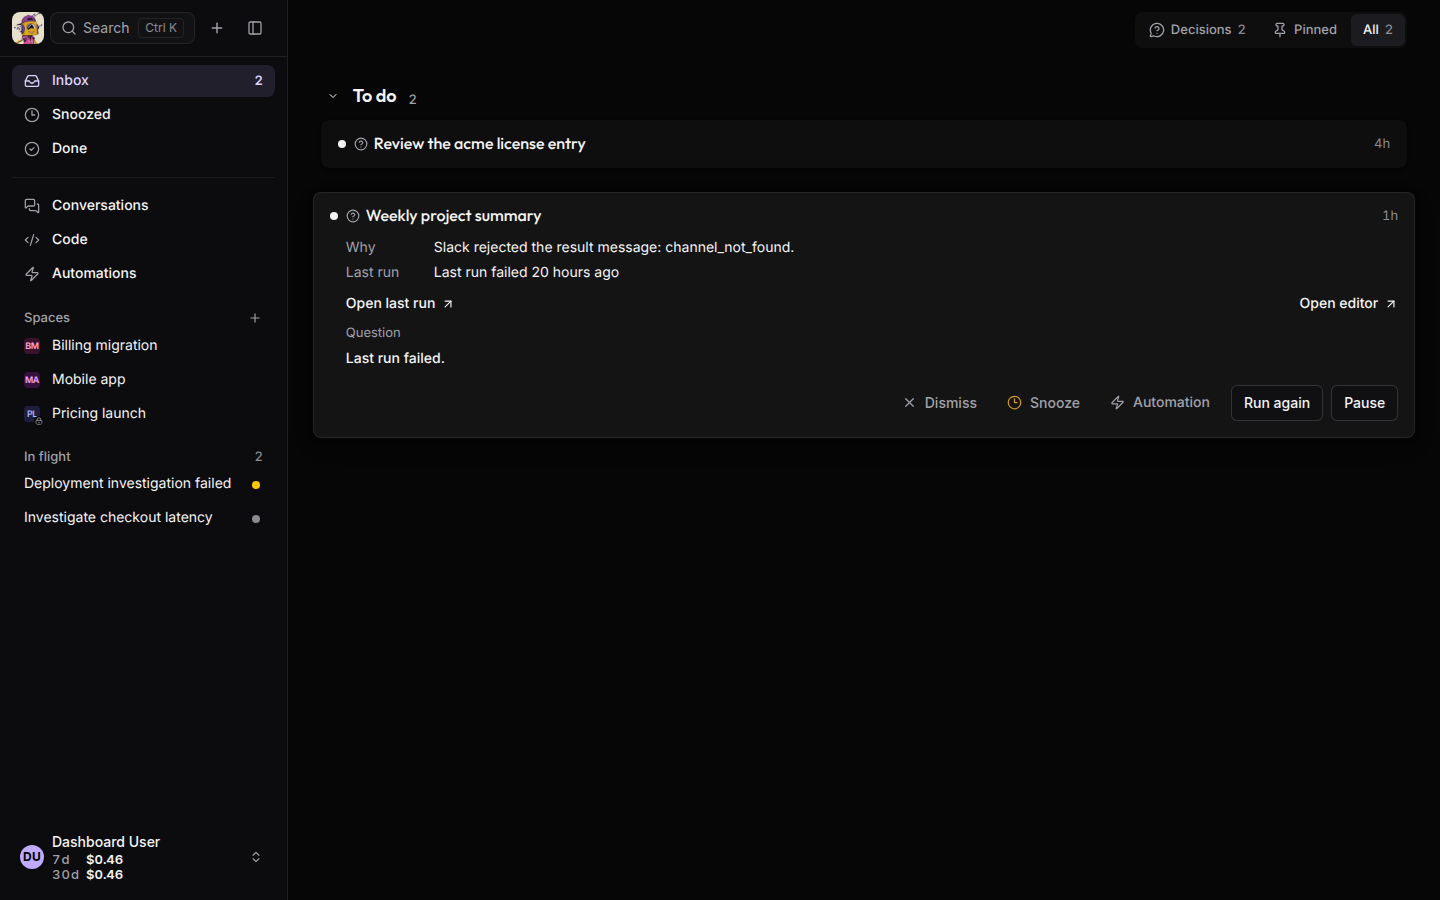 Search Ctrl K
Decisions 2 Pinned All 2
Inbox 2
Snoozed
Done
Conversations
Code
Automations
Spaces
BM Billing migration
MA Mobile app
PL Pricing launch
In flight 2
Deployment investigation failed
Investigate checkout latency
DU Dashboard User
7d $0.46
30d $0.46
To do 2
Review the acme license entry 4h
Weekly project summary 1h
Why Slack rejected the result message: channel_not_found.
Last run Last run failed 20 hours ago
Open last run Open editor
Question
Last run failed.
Dismiss Snooze Automation Run again Pause